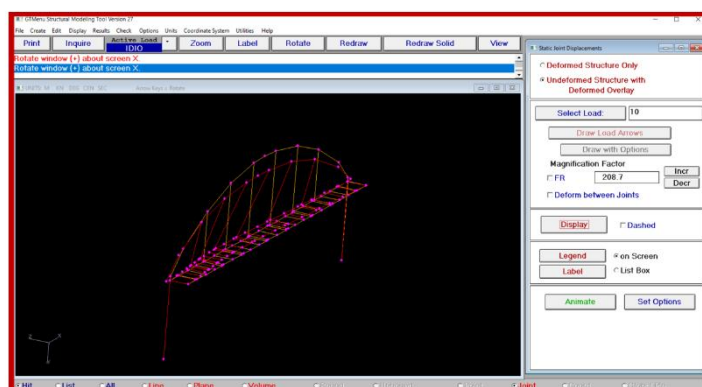 GTMenu Structural Modeling Tool Version 27
File Create Edit Display Results Check Options Units Coordinate System Utilities Help
Print Inquire Active Load IDIO Zoom Label Rotate Redraw Redraw Solid View
Rotate window (+) about screen X.
Rotate window (+) about screen X.
Arrow Keys = Rotate
Static Joint Displacements
Deformed Structure Only
Undeformed Structure with
Deformed Overlay
Select Load: 10
Draw Load Arrows
Draw with Options
Magnification Factor
FR 208.7 Incr
Decr
Deform between Joints
Display Dashed
Legend on Screen
Label List Box
Animate Set Options
Z X
Y
Hit List All Line Plane Volume Joint